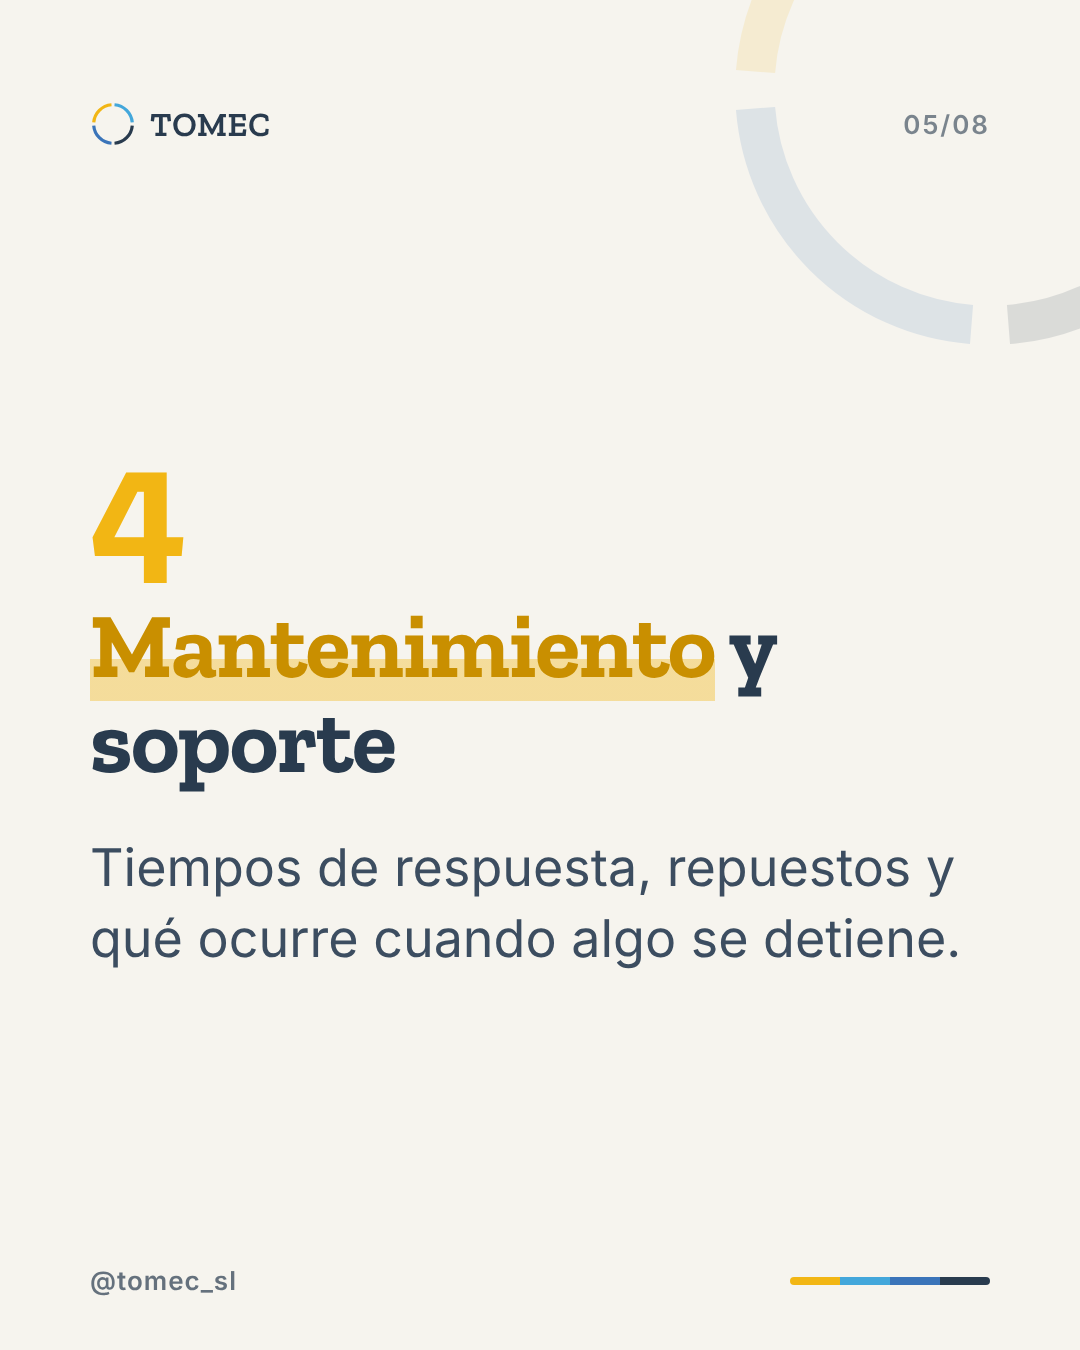 TOMEC
05/08
4
Mantenimiento y
soporte
Tiempos de respuesta, repuestos y
qué ocurre cuando algo se detiene.
@tomec_sl